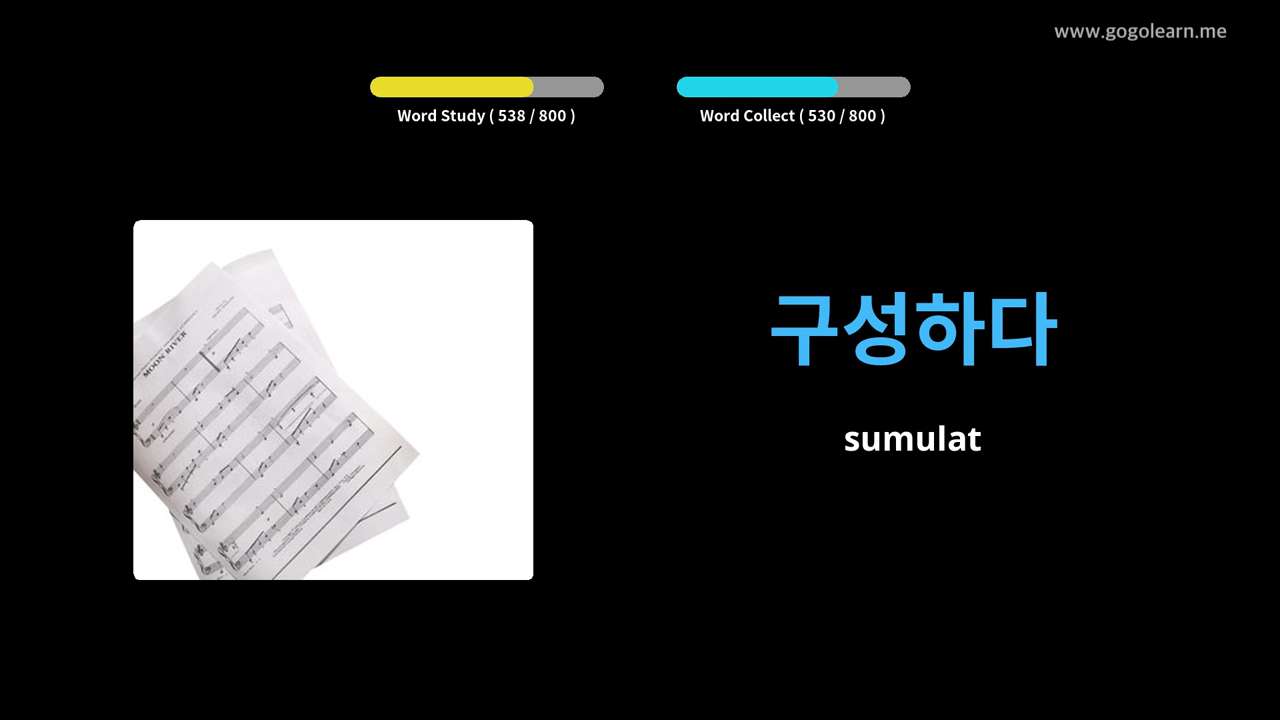 www.gogolearn.me
Word Study ( 538 / 800 )
Word Collect ( 530 / 800 )
MOON RIVER
구성하다
sumulat